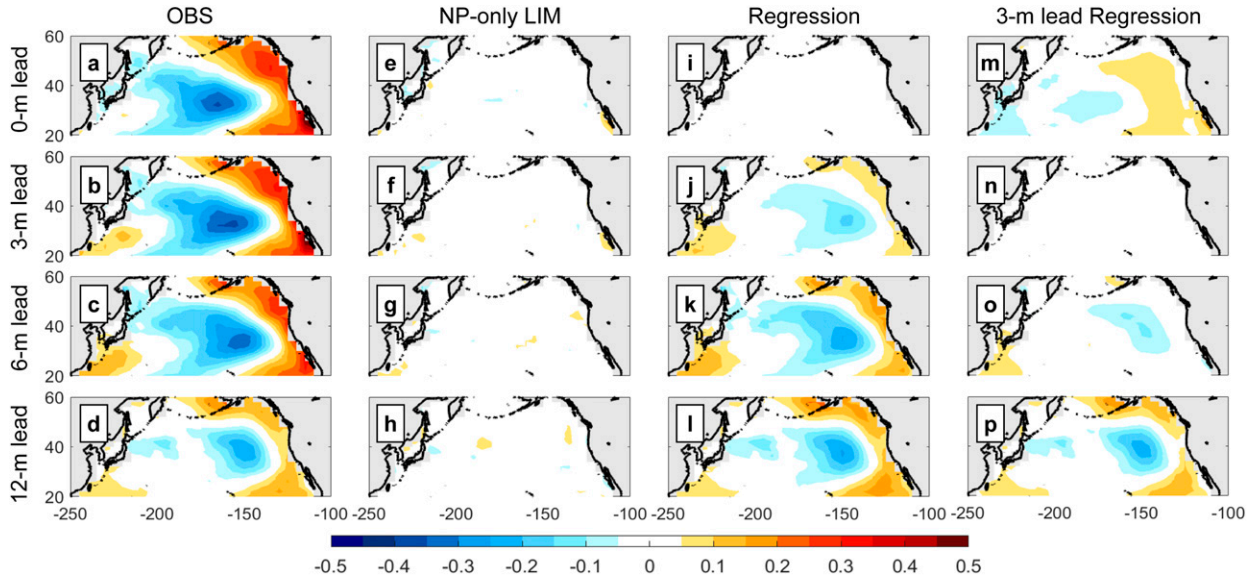 OBS NP-only LIM Regression 3-m lead Regression
0-m lead
60 a e i m
40
20
3-m lead
60 b f j n
40
20
6-m lead
60 c g k o
40
20
12-m lead
60 d h l p
40
20
-250 -200 -150 -100 -250 -200 -150 -100 -250 -200 -150 -100 -250 -200 -150 -100
-0.5 -0.4 -0.3 -0.2 -0.1 0 0.1 0.2 0.3 0.4 0.5